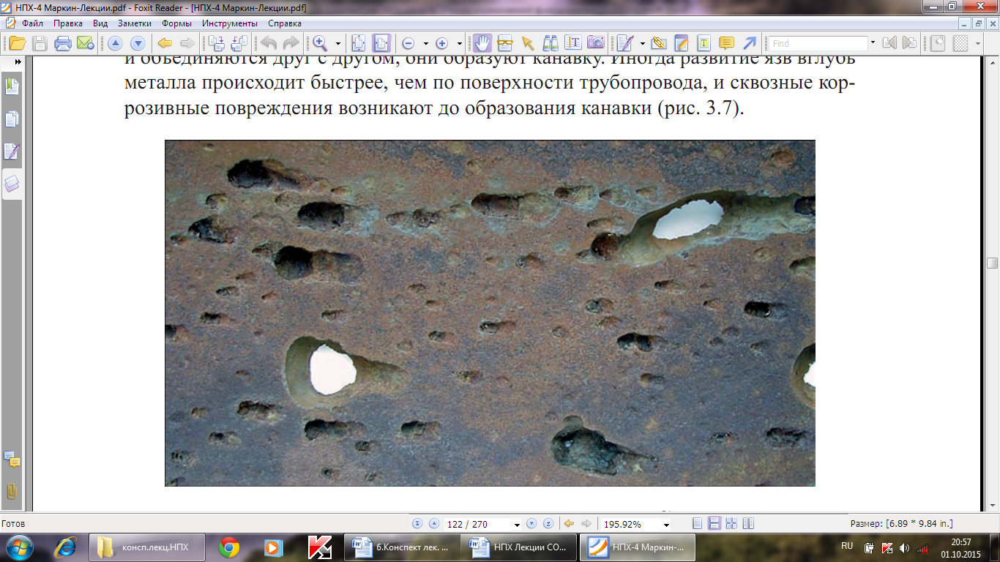 НПХ-4 Маркин-Лекции.pdf - Foxit Reader - [НПХ-4 Маркин-Лекции.pdf]
Файл Правка Вид Заметки Формы Инструменты Справка
Find
и объединяются друг с другом, они образуют канавку. Иногда развитие язв вглубь
металла происходит быстрее, чем по поверхности трубопровода, и сквозные кор-
розивные повреждения возникают до образования канавки (рис. 3.7).
Готов 122 / 270 195.92% Размер: [6.89 * 9.84 in.]
консп.лекц.НПХ 6.Конспект лек. ... НПХ Лекции СО... НПХ-4 Маркин-... RU 20:57
01.10.2015